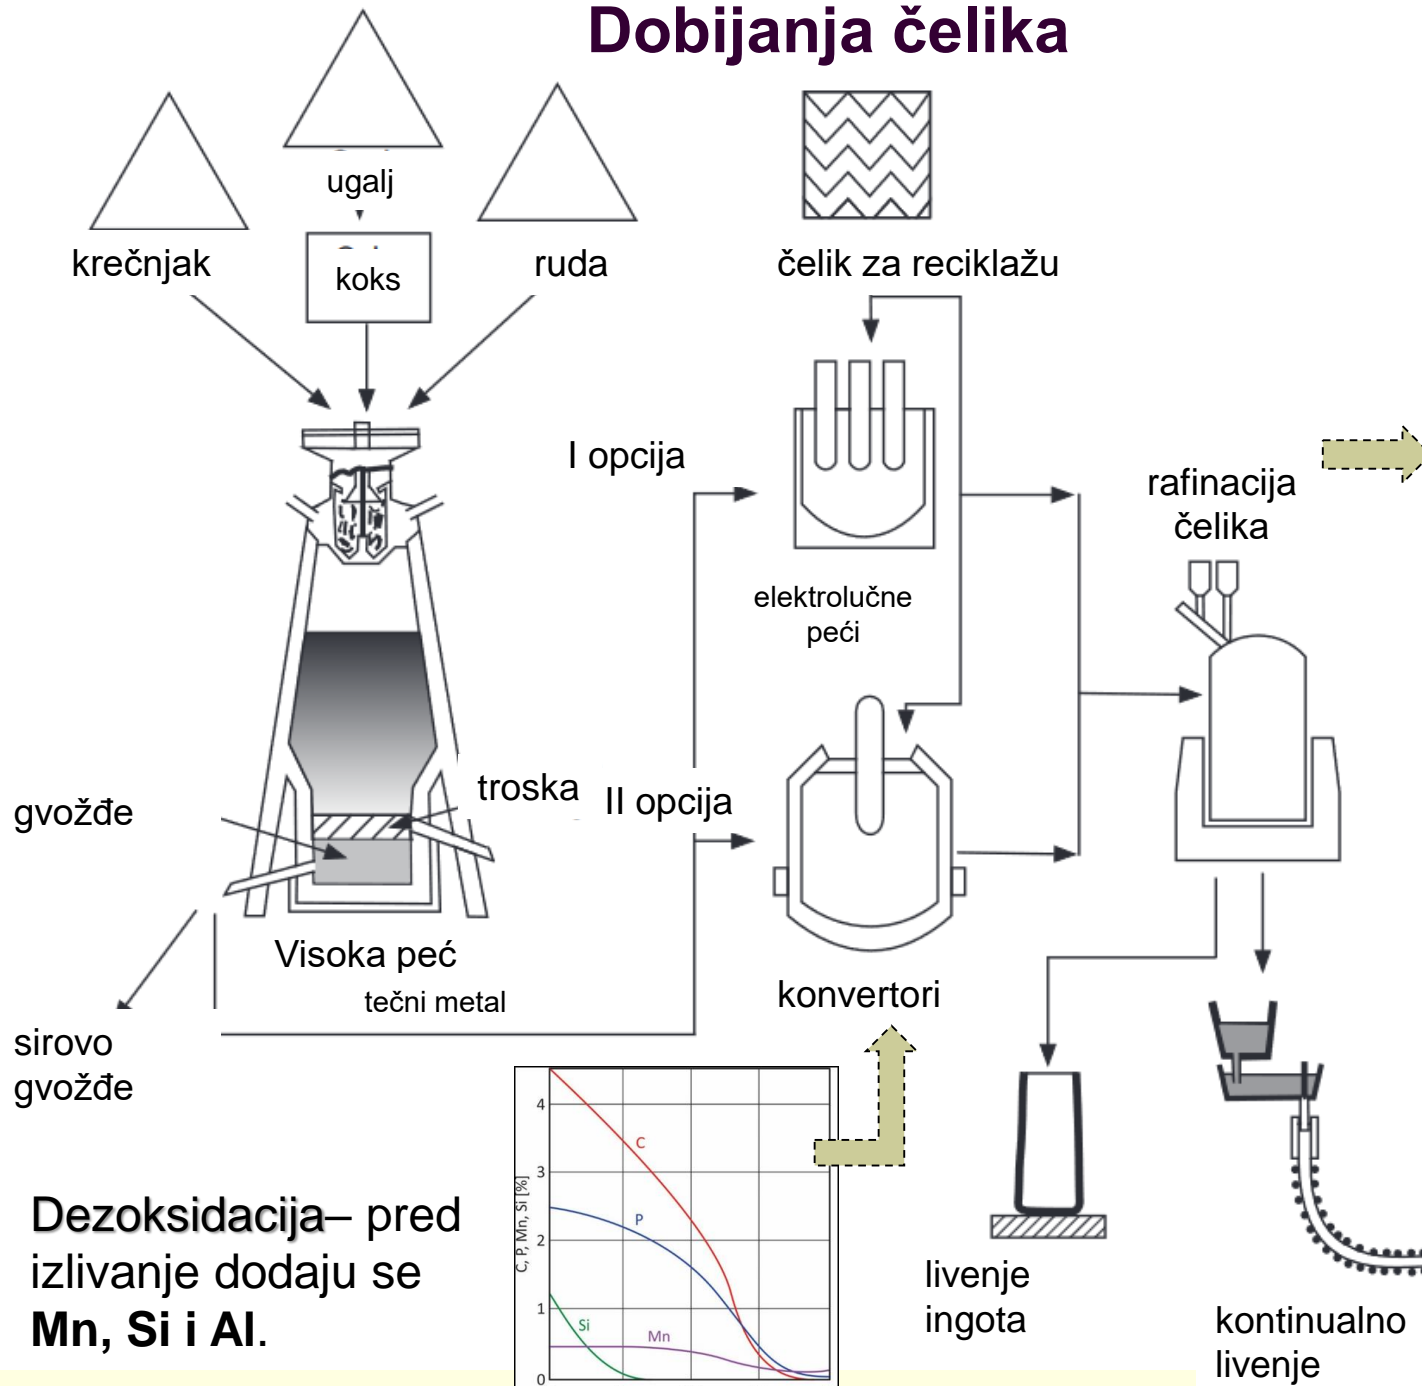 Dobijanja čelika
ugalj
krečnjak
koks
ruda
čelik za reciklažu
I opcija
rafinacija
čelika
elektrolučne
peći
gvožđe
troska
II opcija
Visoka peć
tečni metal
konvertori
sirovo
gvožđe
C, P, Mn, Si [%]
4
3
2
1
0
C
P
Si
Mn
Dezoksidacija– pred
izlivanje dodaju se
Mn, Si i Al.
livenje
ingota
kontinualno
livenje